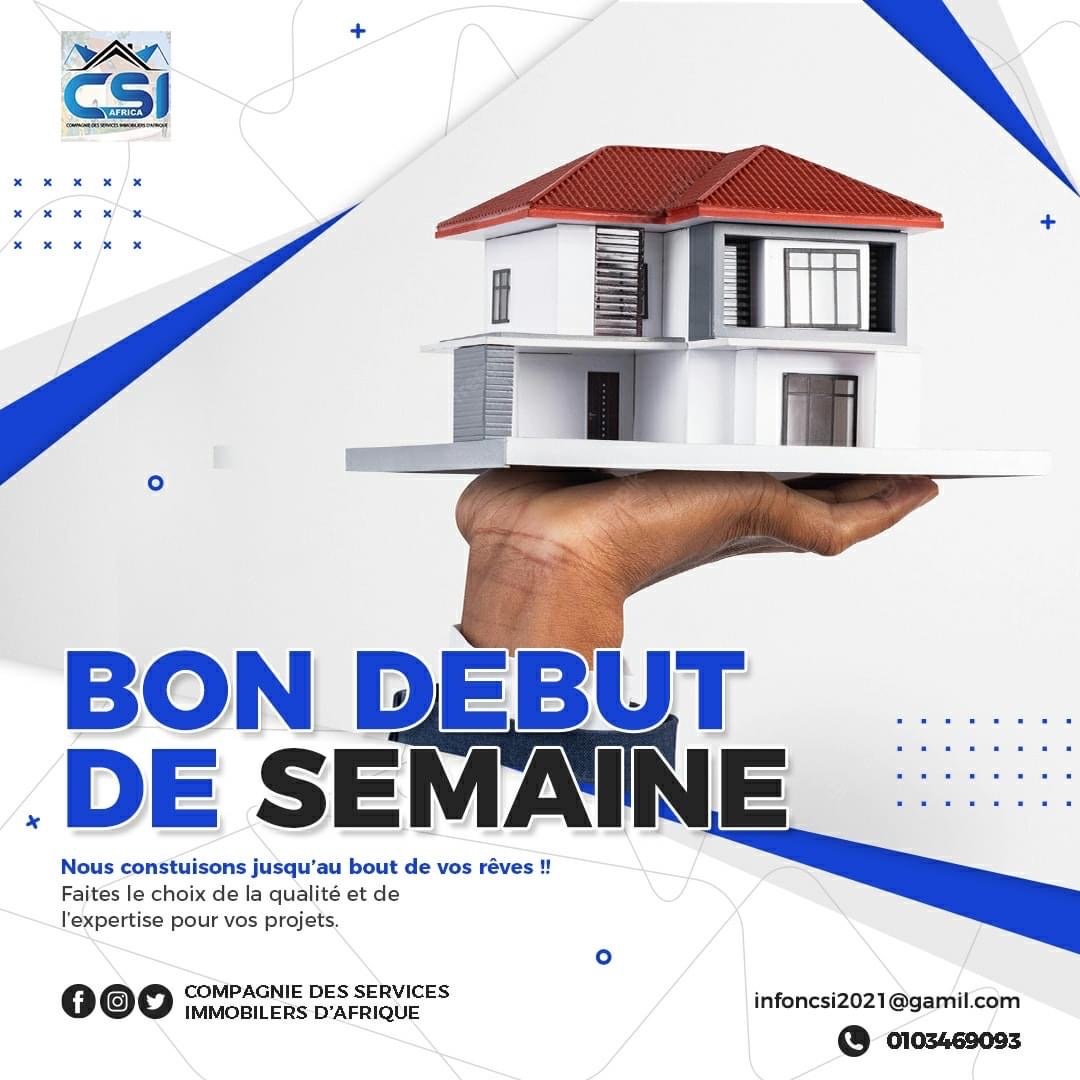 CSI
AFRICA
COMPAGNIE DES SERVICES IMMOBILIERS D'AFRIQUE
BON DEBUT
DE SEMAINE
Nous constuisons jusqu'au bout de vos rêves !!
Faites le choix de la qualité et de
l'expertise pour vos projets.
COMPAGNIE DES SERVICES
IMMOBILERS D'AFRIQUE
infoncsi2021@gamil.com
0103469093